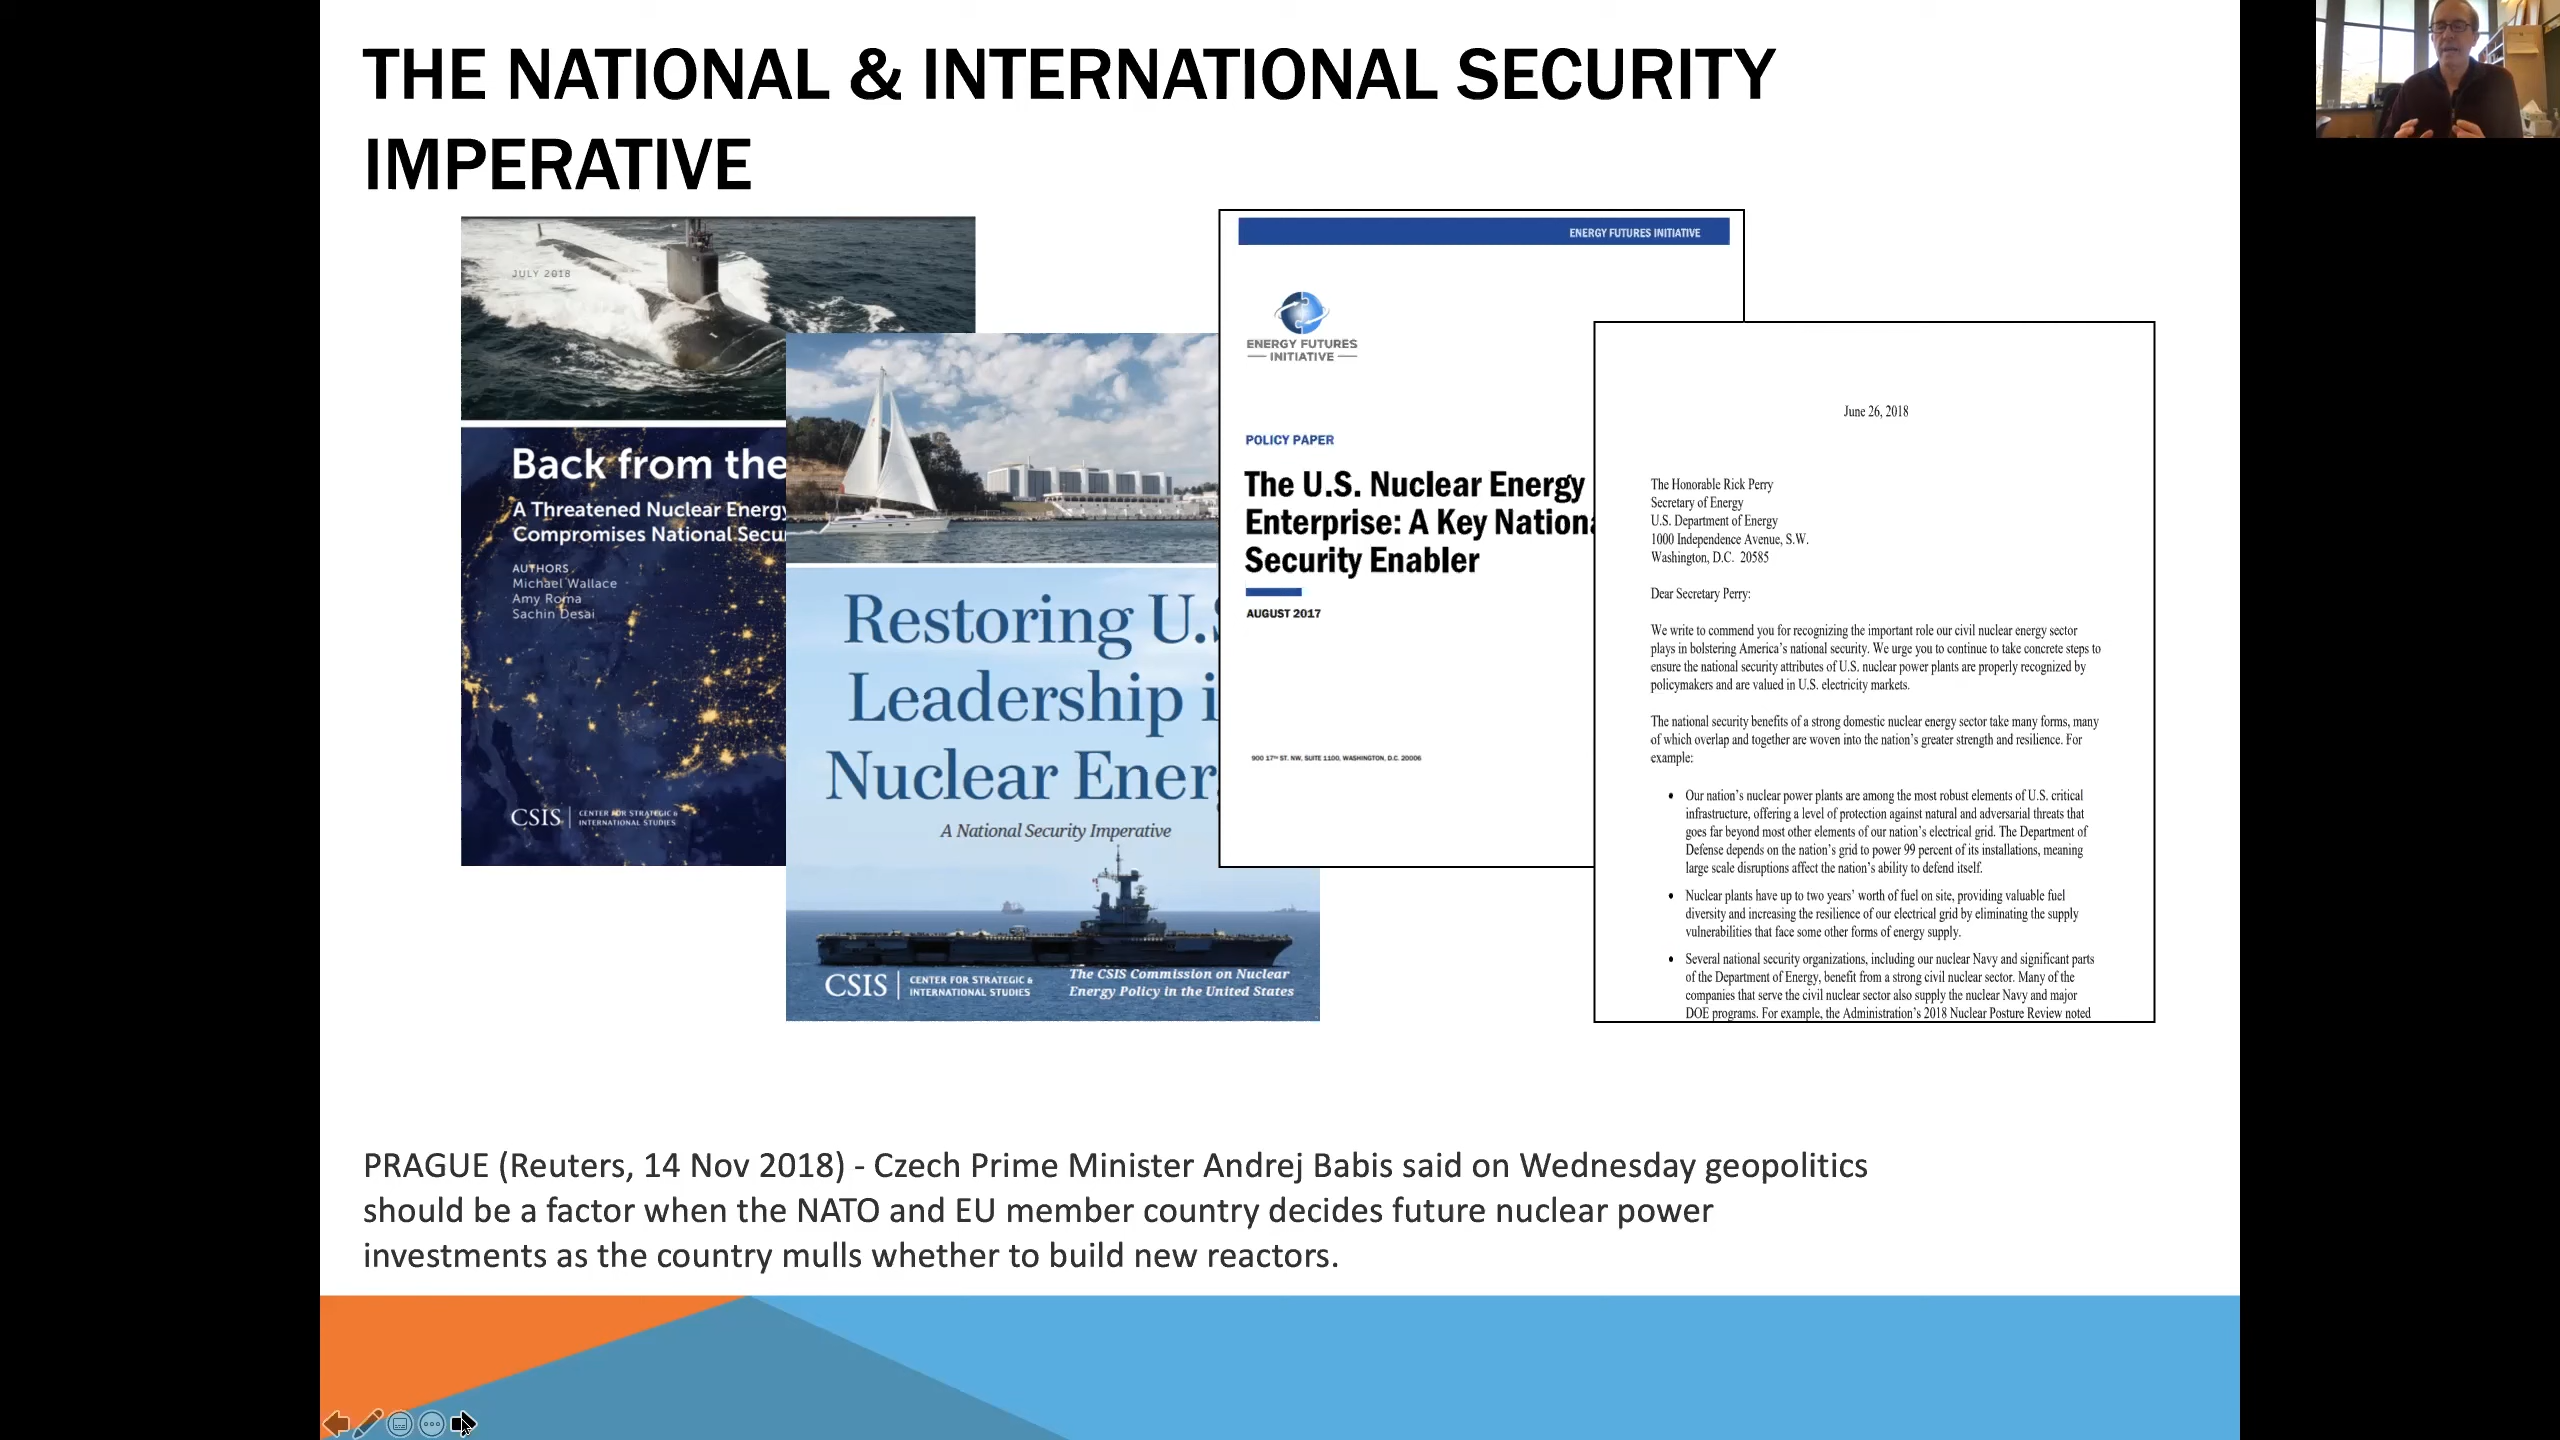 THE NATIONAL & INTERNATIONAL SECURITY
IMPERATIVE
JULY 2018
Back from the
A Threatened Nuclear Energy
Compromises National Secu
AUTHORS
Michael Wallace
Amy Roma
Sachin Desai
CSIS
CENTER FOR STRATEGIC &
INTERNATIONAL STUDIES
Restoring U.S
Leadership i
Nuclear Ener
A National Security Imperative
CSIS
CENTER FOR STRATEGIC &
INTERNATIONAL STUDIES
The CSIS Commission on Nuclear
Energy Policy in the United States
ENERGY FUTURES INITIATIVE
ENERGY FUTURES
INITIATIVE
POLICY PAPER
The U.S. Nuclear Energy
Enterprise: A Key Nationa
Security Enabler
AUGUST 2017
900 17TH ST. NW, SUITE 1100, WASHINGTON, D.C. 20006
June 26, 2018
The Honorable Rick Perry
Secretary of Energy
U.S. Department of Energy
1000 Independence Avenue, S.W.
Washington, D.C. 20585
Dear Secretary Perry:
We write to commend you for recognizing the important role our civil nuclear energy sector
plays in bolstering America's national security. We urge you to continue to take concrete steps to
ensure the national security attributes of U.S. nuclear power plants are properly recognized by
policymakers and are valued in U.S. electricity markets.
The national security benefits of a strong domestic nuclear energy sector take many forms, many
of which overlap and together are woven into the nation's greater strength and resilience. For
example:
• Our nation's nuclear power plants are among the most robust elements of U.S. critical
infrastructure, offering a level of protection against natural and adversarial threats that
goes far beyond most other elements of our nation's electrical grid. The Department of
Defense depends on the nation's grid to power 99 percent of its installations, meaning
large scale disruptions affect the nation's ability to defend itself.
• Nuclear plants have up to two years' worth of fuel on site, providing valuable fuel
diversity and increasing the resilience of our electrical grid by eliminating the supply
vulnerabilities that face some other forms of energy supply.
• Several national security organizations, including our nuclear Navy and significant parts
of the Department of Energy, benefit from a strong civil nuclear sector. Many of the
companies that serve the civil nuclear sector also supply the nuclear Navy and major
DOE programs. For example, the Administration's 2018 Nuclear Posture Review noted
PRAGUE (Reuters, 14 Nov 2018) - Czech Prime Minister Andrej Babis said on Wednesday geopolitics
should be a factor when the NATO and EU member country decides future nuclear power
investments as the country mulls whether to build new reactors.